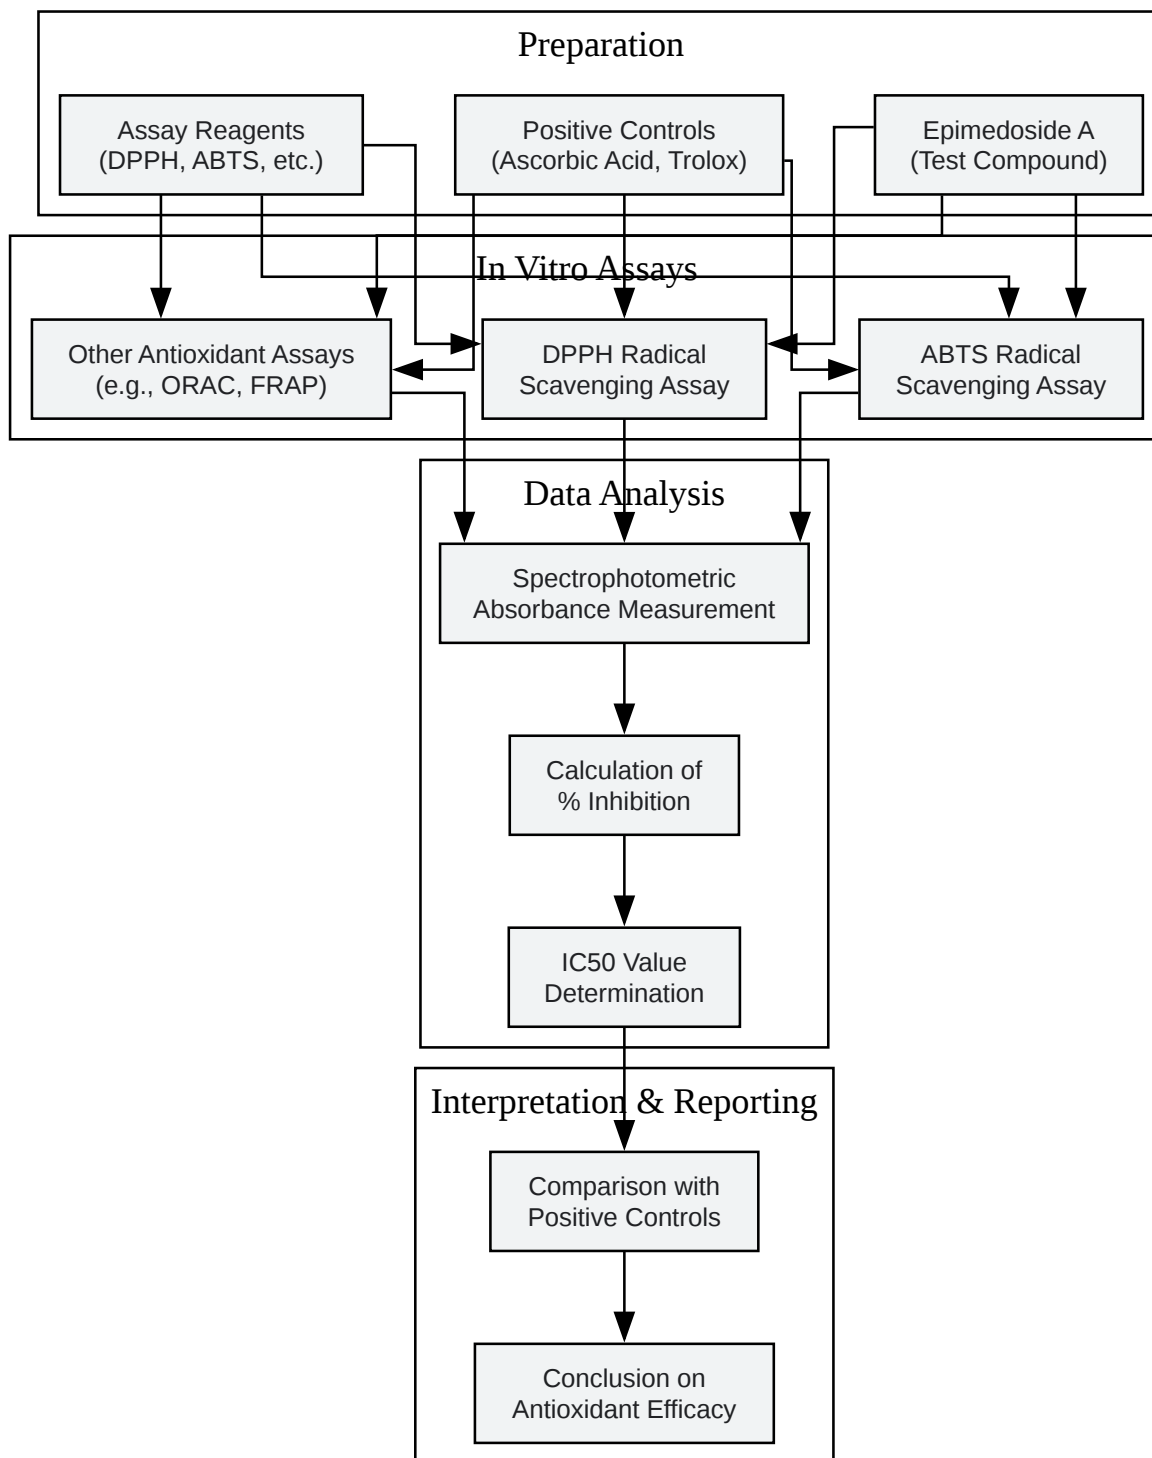 Preparation
Assay Reagents
(DPPH, ABTS, etc.)
Positive Controls
(Ascorbic Acid, Trolox)
Epimedoside A
(Test Compound)
In Vitro Assays
Other Antioxidant Assays
(e.g., ORAC, FRAP)
DPPH Radical
Scavenging Assay
ABTS Radical
Scavenging Assay
Data Analysis
Spectrophotometric
Absorbance Measurement
Calculation of
% Inhibition
IC50 Value
Determination
Interpretation & Reporting
Comparison with
Positive Controls
Conclusion on
Antioxidant Efficacy